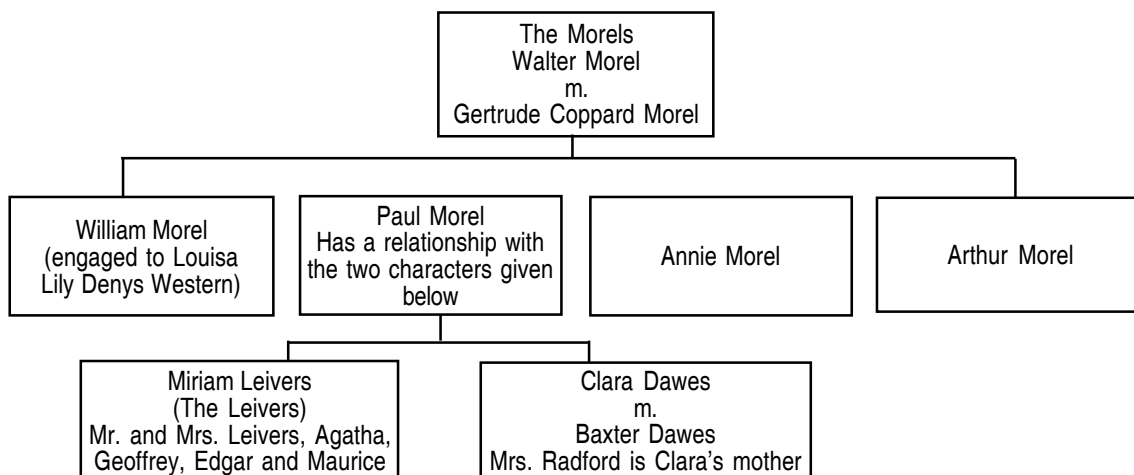 The Morels
Walter Morel
m.
Gertrude Coppard Morel
William Morel
(engaged to Louisa
Lily Denys Western)
Paul Morel
Has a relationship with
the two characters given
below
Annie Morel
Arthur Morel
Miriam Leivers
(The Leivers)
Mr. and Mrs. Leivers, Agatha,
Geoffrey, Edgar and Maurice
Clara Dawes
m.
Baxter Dawes
Mrs. Radford is Clara's mother